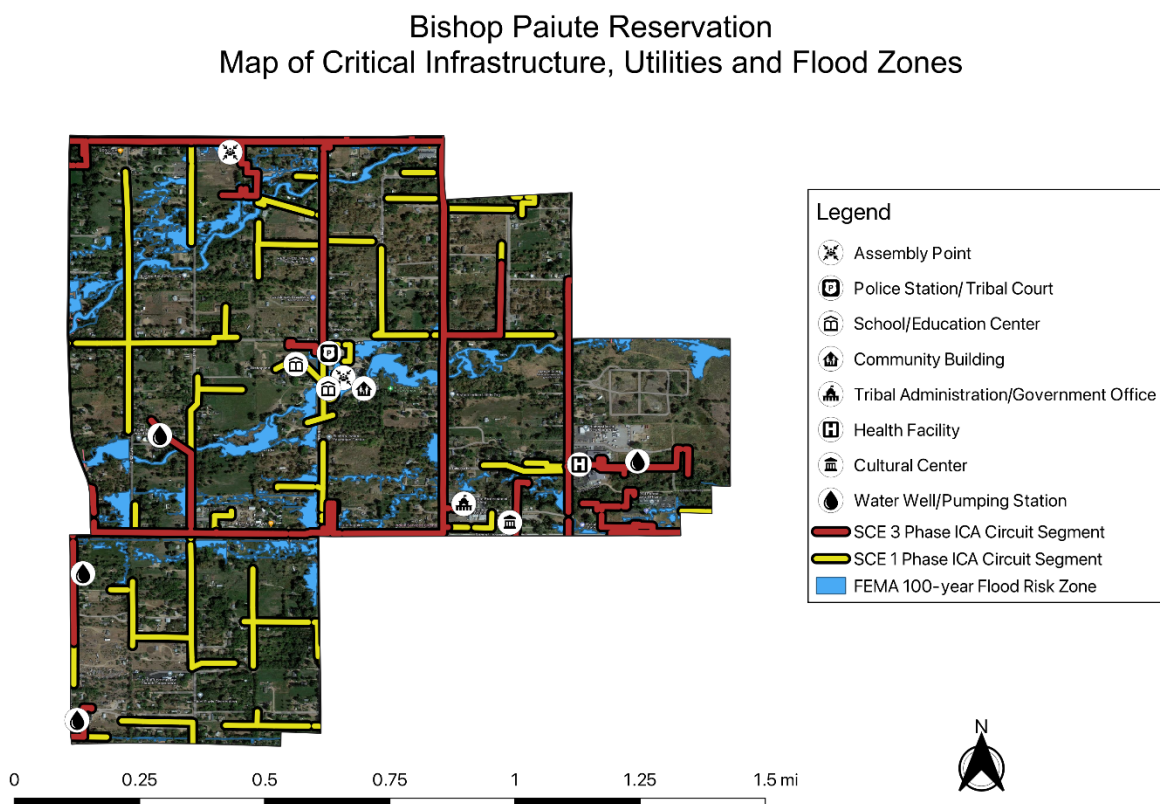 Bishop Paiute Reservation
Map of Critical Infrastructure, Utilities and Flood Zones
Legend
Assembly Point
P
Police Station/ Tribal Court
School/Education Center
Community Building
Tribal Administration/Government Office
H
Health Facility
Cultural Center
Water Well/Pumping Station
SCE 3 Phase ICA Circuit Segment
SCE 1 Phase ICA Circuit Segment
FEMA 100-year Flood Risk Zone
P
H
N
0 0.25 0.5 0.75 1 1.25 1.5 mi